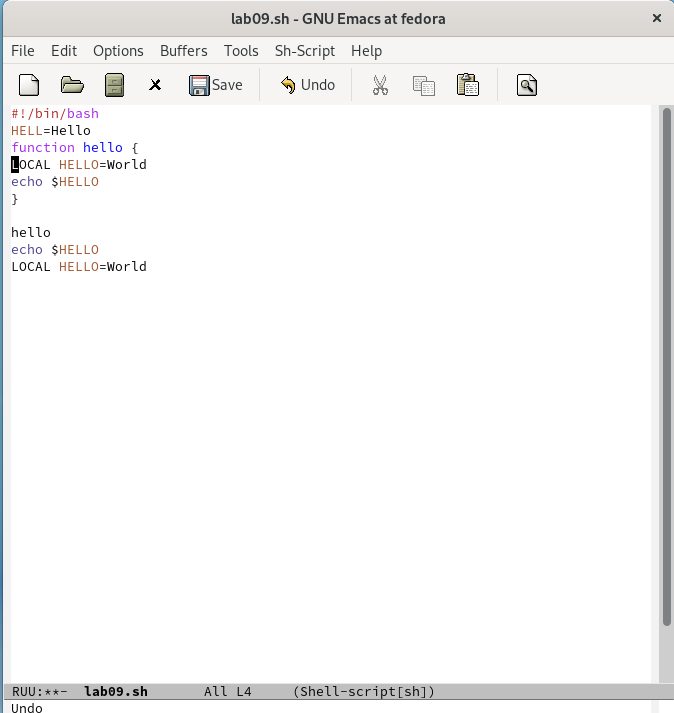 lab09.sh - GNU Emacs at fedora
File Edit Options Buffers Tools Sh-Script Help
Save Undo
#!/bin/bash
HELL=Hello
function hello {
LOCAL HELLO=World
echo $HELLO
}
hello
echo $HELLO
LOCAL HELLO=World
RUU:**- lab09.sh All L4 (Shell-script[sh])
Undo